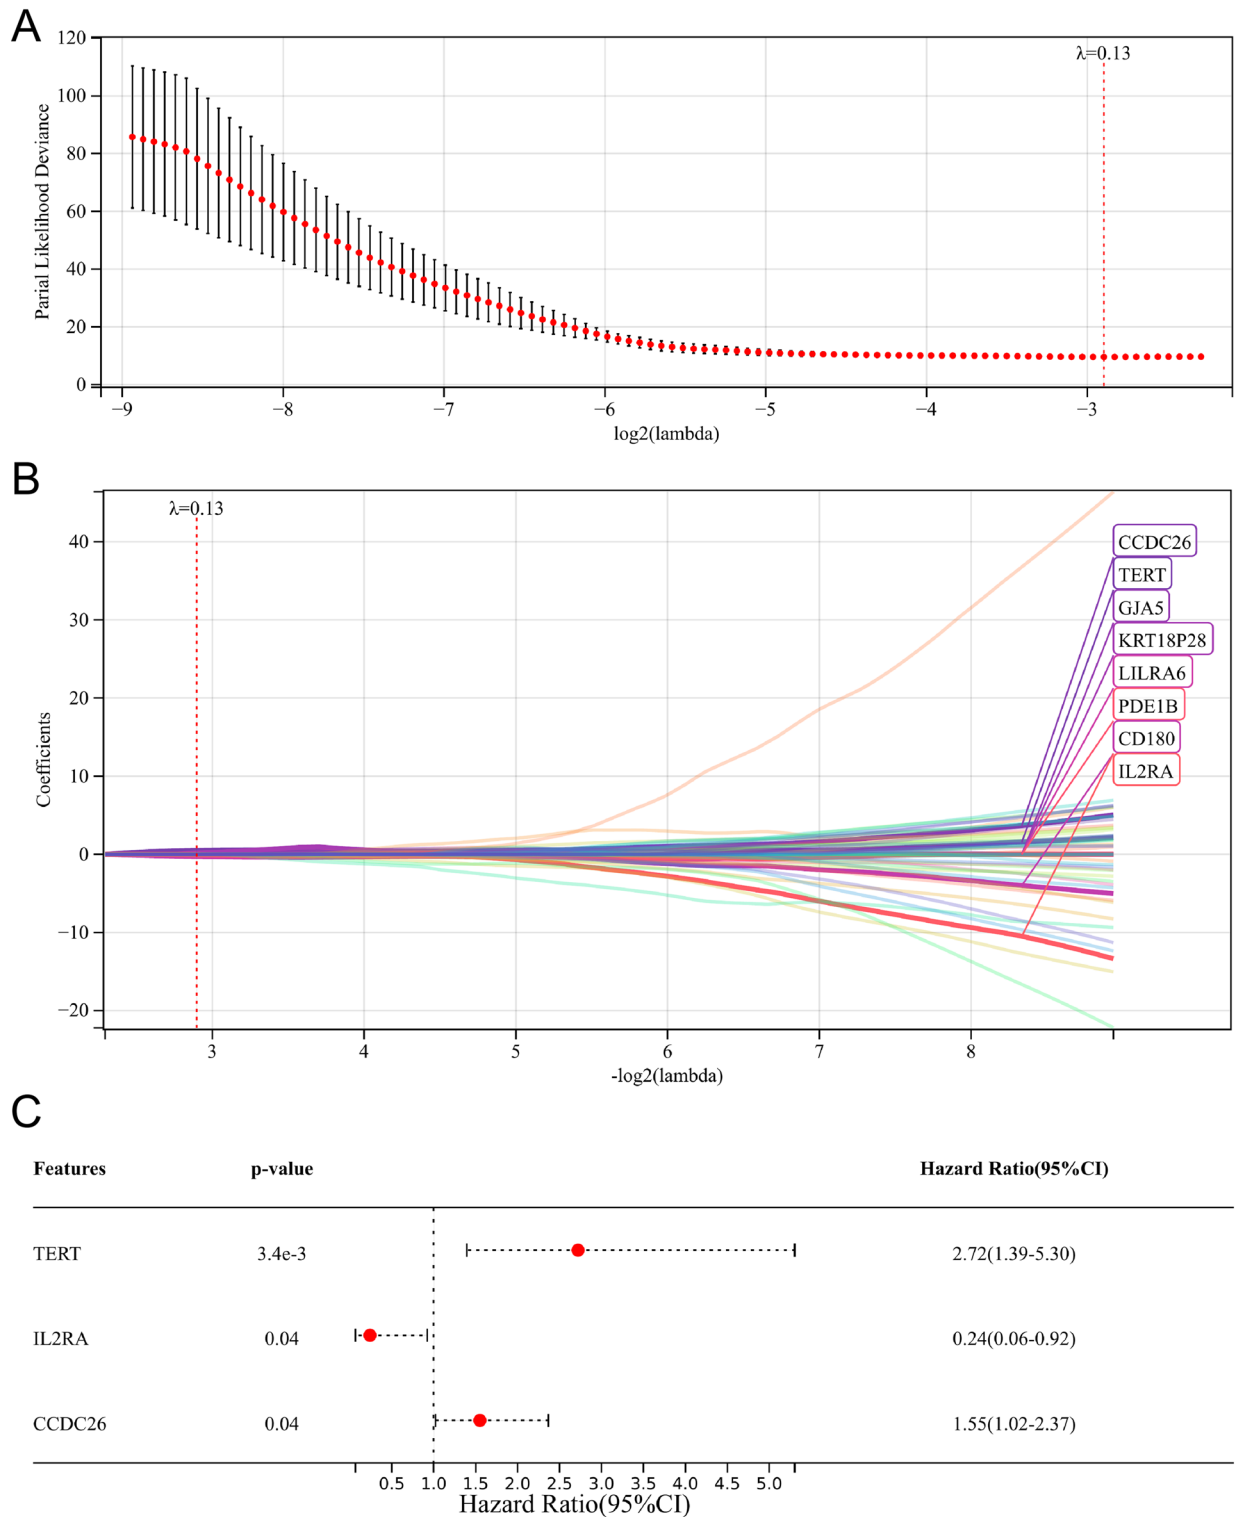 A
120
100
80
60
40
20
0
Parial Likelihood Deviance
λ=0.13
−9 −8 −7 −6 −5 −4 −3
log2(lambda)
B
40
30
20
10
0
−10
−20
Coefficients
λ=0.13
CCDC26
TERT
GJA5
KRT18P28
LILRA6
PDE1B
CD180
IL2RA
3 4 5 6 7 8
-log2(lambda)
C
Features p-value Hazard Ratio(95%CI)
TERT 3.4e-3 2.72(1.39-5.30)
IL2RA 0.04 0.24(0.06-0.92)
CCDC26 0.04 1.55(1.02-2.37)
0.5 1.0 1.5 2.0 2.5 3.0 3.5 4.0 4.5 5.0
Hazard Ratio(95%CI)